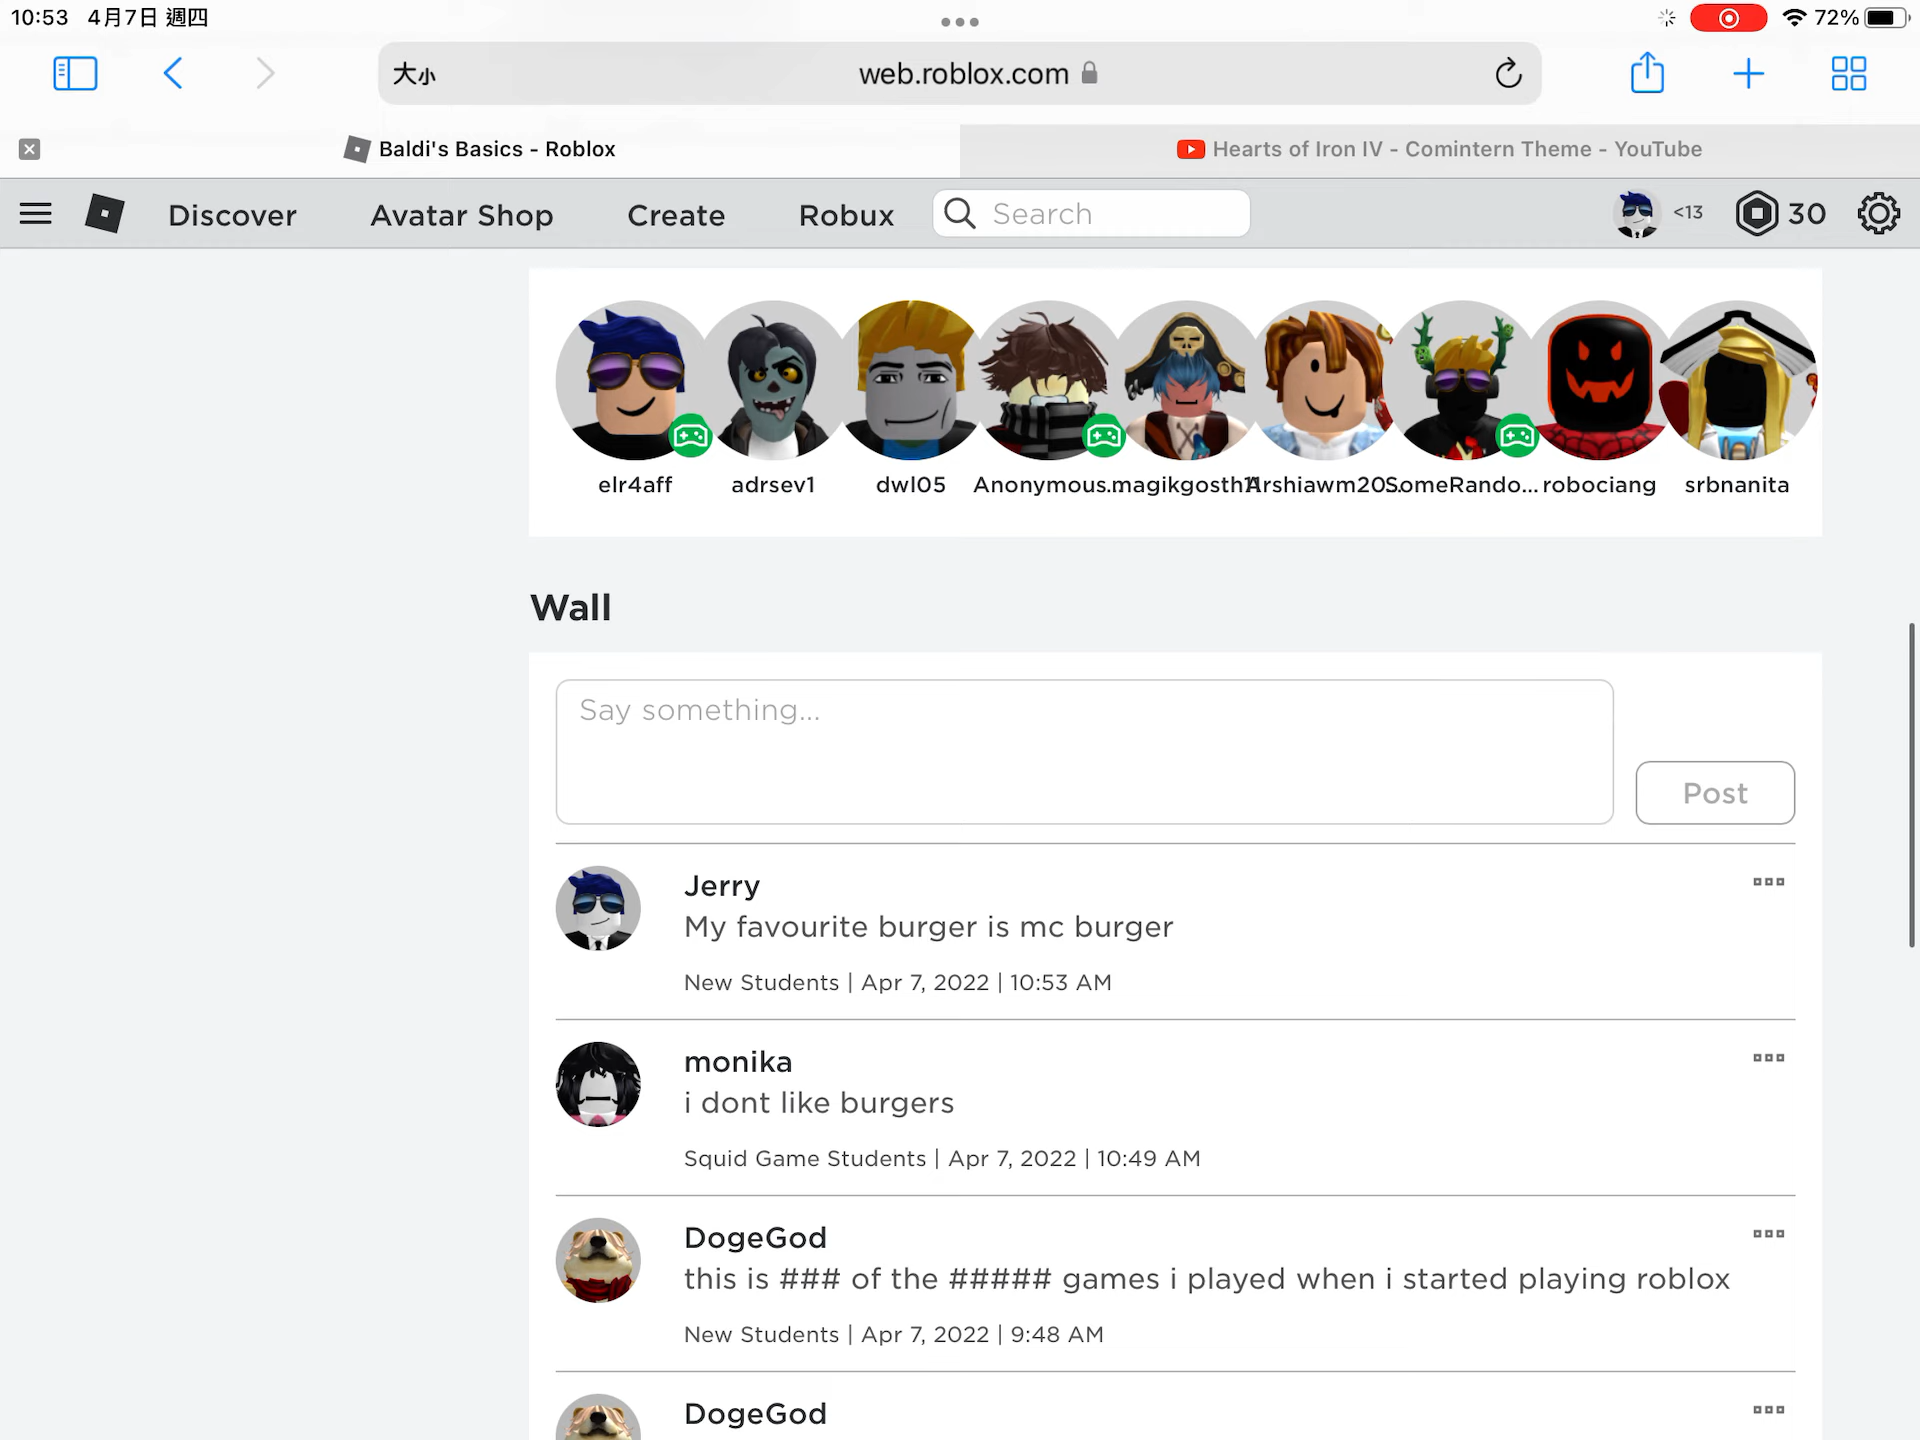 10:53 4月7日 週四
72%
大小
web.roblox.com
Baldi's Basics - Roblox
Hearts of Iron IV - Comintern Theme - YouTube
Discover
Avatar Shop
Create
Robux
Search
<13
30
elr4aff
adrsev1
dwl05
Anonymous...
magikgosth11
Arshiawm20...
SomeRando...
robociang
srbnanita
Wall
Say something...
Post
Jerry
My favourite burger is mc burger
New Students | Apr 7, 2022 | 10:53 AM
monika
i dont like burgers
Squid Game Students | Apr 7, 2022 | 10:49 AM
DogeGod
this is ### of the ##### games i played when i started playing roblox
New Students | Apr 7, 2022 | 9:48 AM
DogeGod